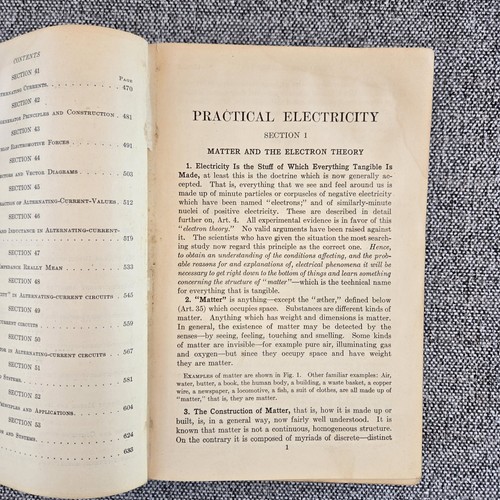 CONTENTS
SECTION 41
PAGE
CURRENTS 470
SECTION 42
PRINCIPLES AND CONSTRUCTION 481
SECTION 43
ELECTROMOTIVE FORCES 491
SECTION 44
AND VECTOR DIAGRAMS 503
SECTION 45
OF ALTERNATING-CURRENT-VALUES 512
SECTION 46
AND INDUCTANCE IN ALTERNATING-CURRENT-
519
SECTION 47
REALLY MEAN 533
SECTION 48
IN ALTERNATING-CURRENT CIRCUITS 545
SECTION 49
CIRCUITS 559
SECTION 50
IN ALTERNATING-CURRENT CIRCUITS 567
SECTION 51
SYSTEMS 581
SECTION 52
PRINCIPLES AND APPLICATIONS 604
SECTION 53
AND SYSTEMS 624
635
PRACTICAL ELECTRICITY
SECTION 1
MATTER AND THE ELECTRON THEORY
1. Electricity Is the Stuff of Which Everything Tangible Is
Made, at least this is the doctrine which is now generally ac-
cepted. That is, everything that we see and feel around us is
made up of minute particles or corpuscles of negative electricity
which have been named "electrons;" and of similarly-minute
nuclei of positive electricity. These are described in detail
further on, Art. 4. All experimental evidence is in favor of this
"electron theory." No valid arguments have been raised against
it. The scientists who have given the situation the most search-
ing study now regard this principle as the correct one. Hence,
to obtain an understanding of the conditions affecting, and the prob-
able reasons for and explanations of, electrical phenomena it will be
necessary to get right down to the bottom of things and learn something
concerning the structure of "matter"—which is the technical name
for everything that is tangible.
2. "Matter" is anything—except the "æther," defined below
(Art. 35) which occupies space. Substances are different kinds of
matter. Anything which has weight and dimensions is matter.
In general, the existence of matter may be detected by the
senses—by seeing, feeling, touching and smelling. Some kinds
of matter are invisible—for example pure air, illuminating
gas and oxygen—but since they occupy space and have weight
they are matter.
EXAMPLES of matter are shown in Fig. 1. Other familiar examples: Air,
water, butter, a book, the human body, a building, a waste basket, a copper
wire, a newspaper, a locomotive, a fish, a suit of clothes, are all made up of
"matter," that is, they are matter.
3. The Construction of Matter, that is, how it is made up or
built, is, in a general way, now fairly well understood. It is
known that matter is not a continuous, homogeneous structure.
On the contrary it is composed of myriads of discrete—distinct
1